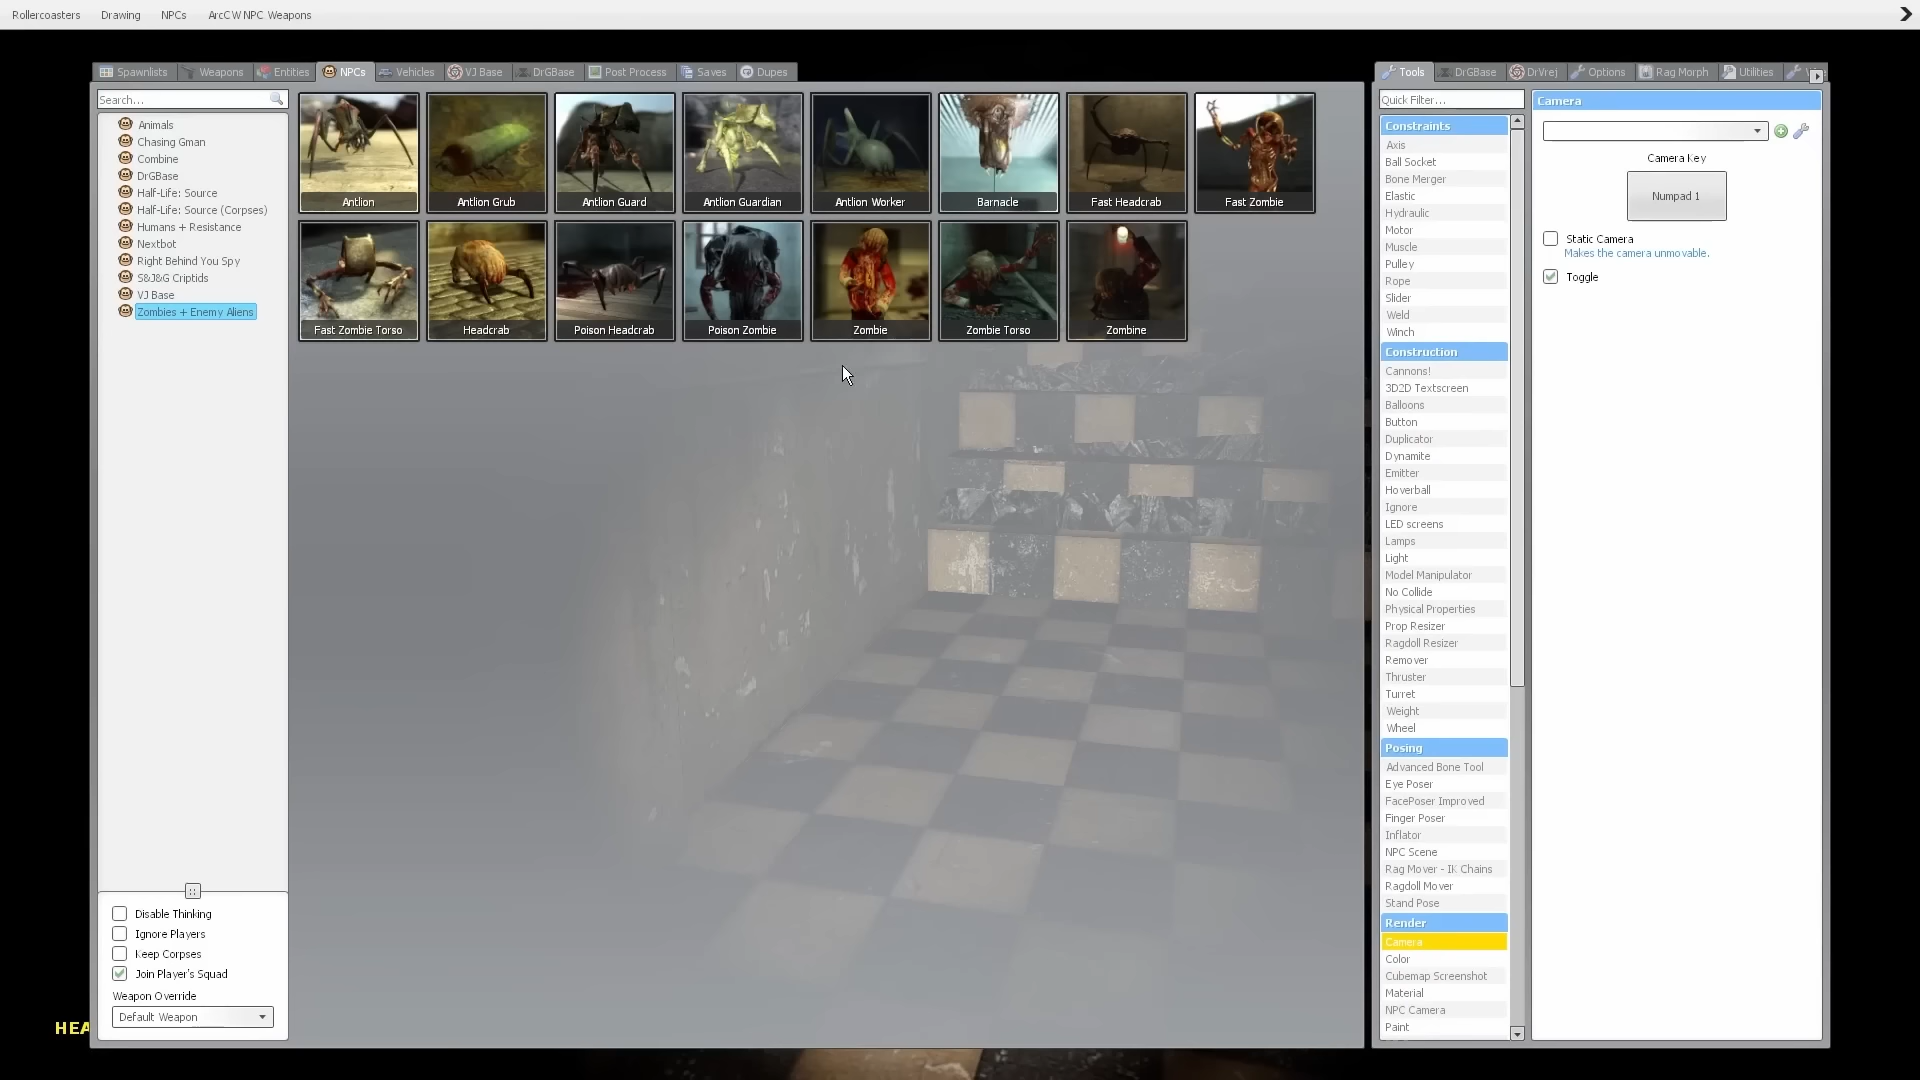 Rollercoasters Drawing NPCs ArcCW NPC Weapons
Spawnlists Weapons Entities NPCs Vehicles VJ Base DrGBase Post Process Saves Dupes
Search...
Animals
Chasing Gman
Combine
DrGBase
Half-Life: Source
Half-Life: Source (Corpses)
Humans + Resistance
Nextbot
Right Behind You Spy
S&J&G Criptids
VJ Base
Zombies + Enemy Aliens
Antlion Antlion Grub Antlion Guard Antlion Guardian Antlion Worker Barnacle Fast Headcrab Fast Zombie
Fast Zombie Torso Headcrab Poison Headcrab Poison Zombie Zombie Zombie Torso Zombine
Disable Thinking
Ignore Players
Keep Corpses
Join Player's Squad
Weapon Override
Default Weapon
HEA
Tools DrGBase DrVrej Options Rag Morph Utilities
Quick Filter...
Constraints
Axis
Ball Socket
Bone Merger
Elastic
Hydraulic
Motor
Muscle
Pulley
Rope
Slider
Weld
Winch
Construction
Cannons!
3D2D Textscreen
Balloons
Button
Duplicator
Dynamite
Emitter
Hoverball
Ignore
LED screens
Lamps
Light
Model Manipulator
No Collide
Physical Properties
Prop Resizer
Ragdoll Resizer
Remover
Thruster
Turret
Weight
Wheel
Posing
Advanced Bone Tool
Eye Poser
FacePoser Improved
Finger Poser
Inflator
NPC Scene
Rag Mover - IK Chains
Ragdoll Mover
Stand Pose
Render
Camera
Color
Cubemap Screenshot
Material
NPC Camera
Paint
Camera
Camera Key
Numpad 1
Static Camera
Makes the camera unmovable.
Toggle